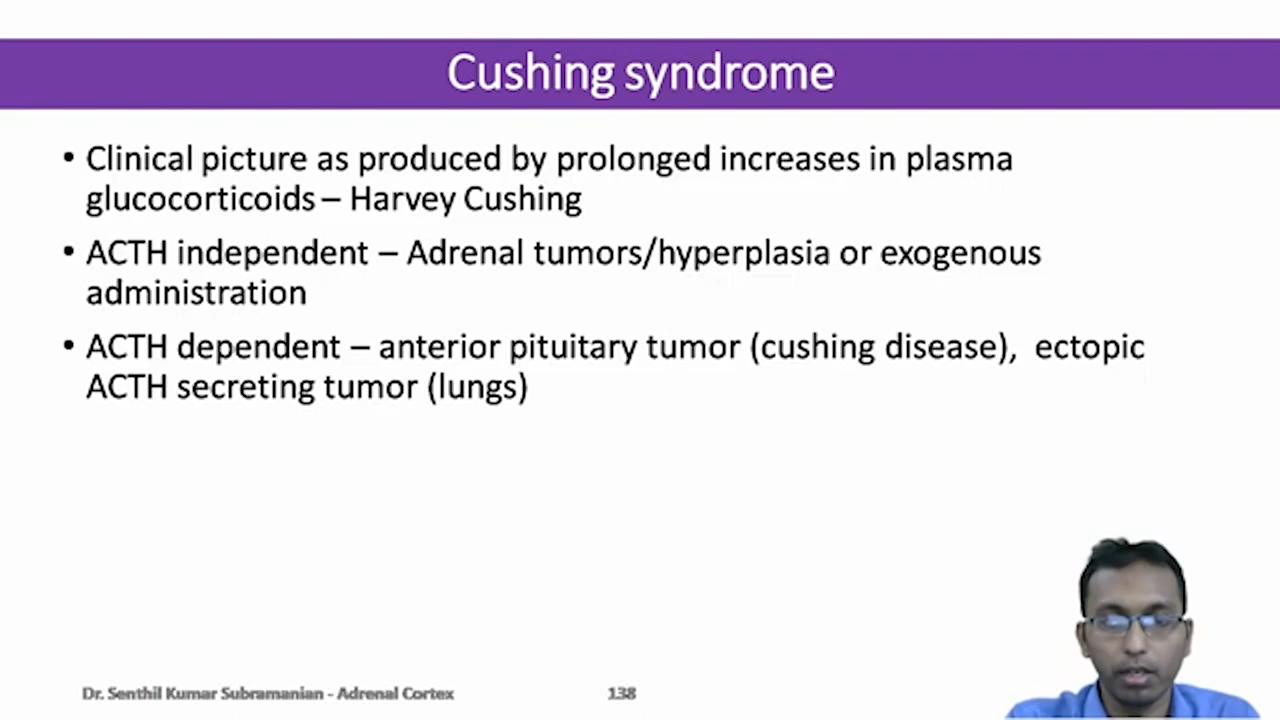 Cushing syndrome
• Clinical picture as produced by prolonged increases in plasma
glucocorticoids – Harvey Cushing
• ACTH independent – Adrenal tumors/hyperplasia or exogenous
administration
• ACTH dependent – anterior pituitary tumor (cushing disease), ectopic
ACTH secreting tumor (lungs)
Dr. Senthil Kumar Subramanian - Adrenal Cortex 138